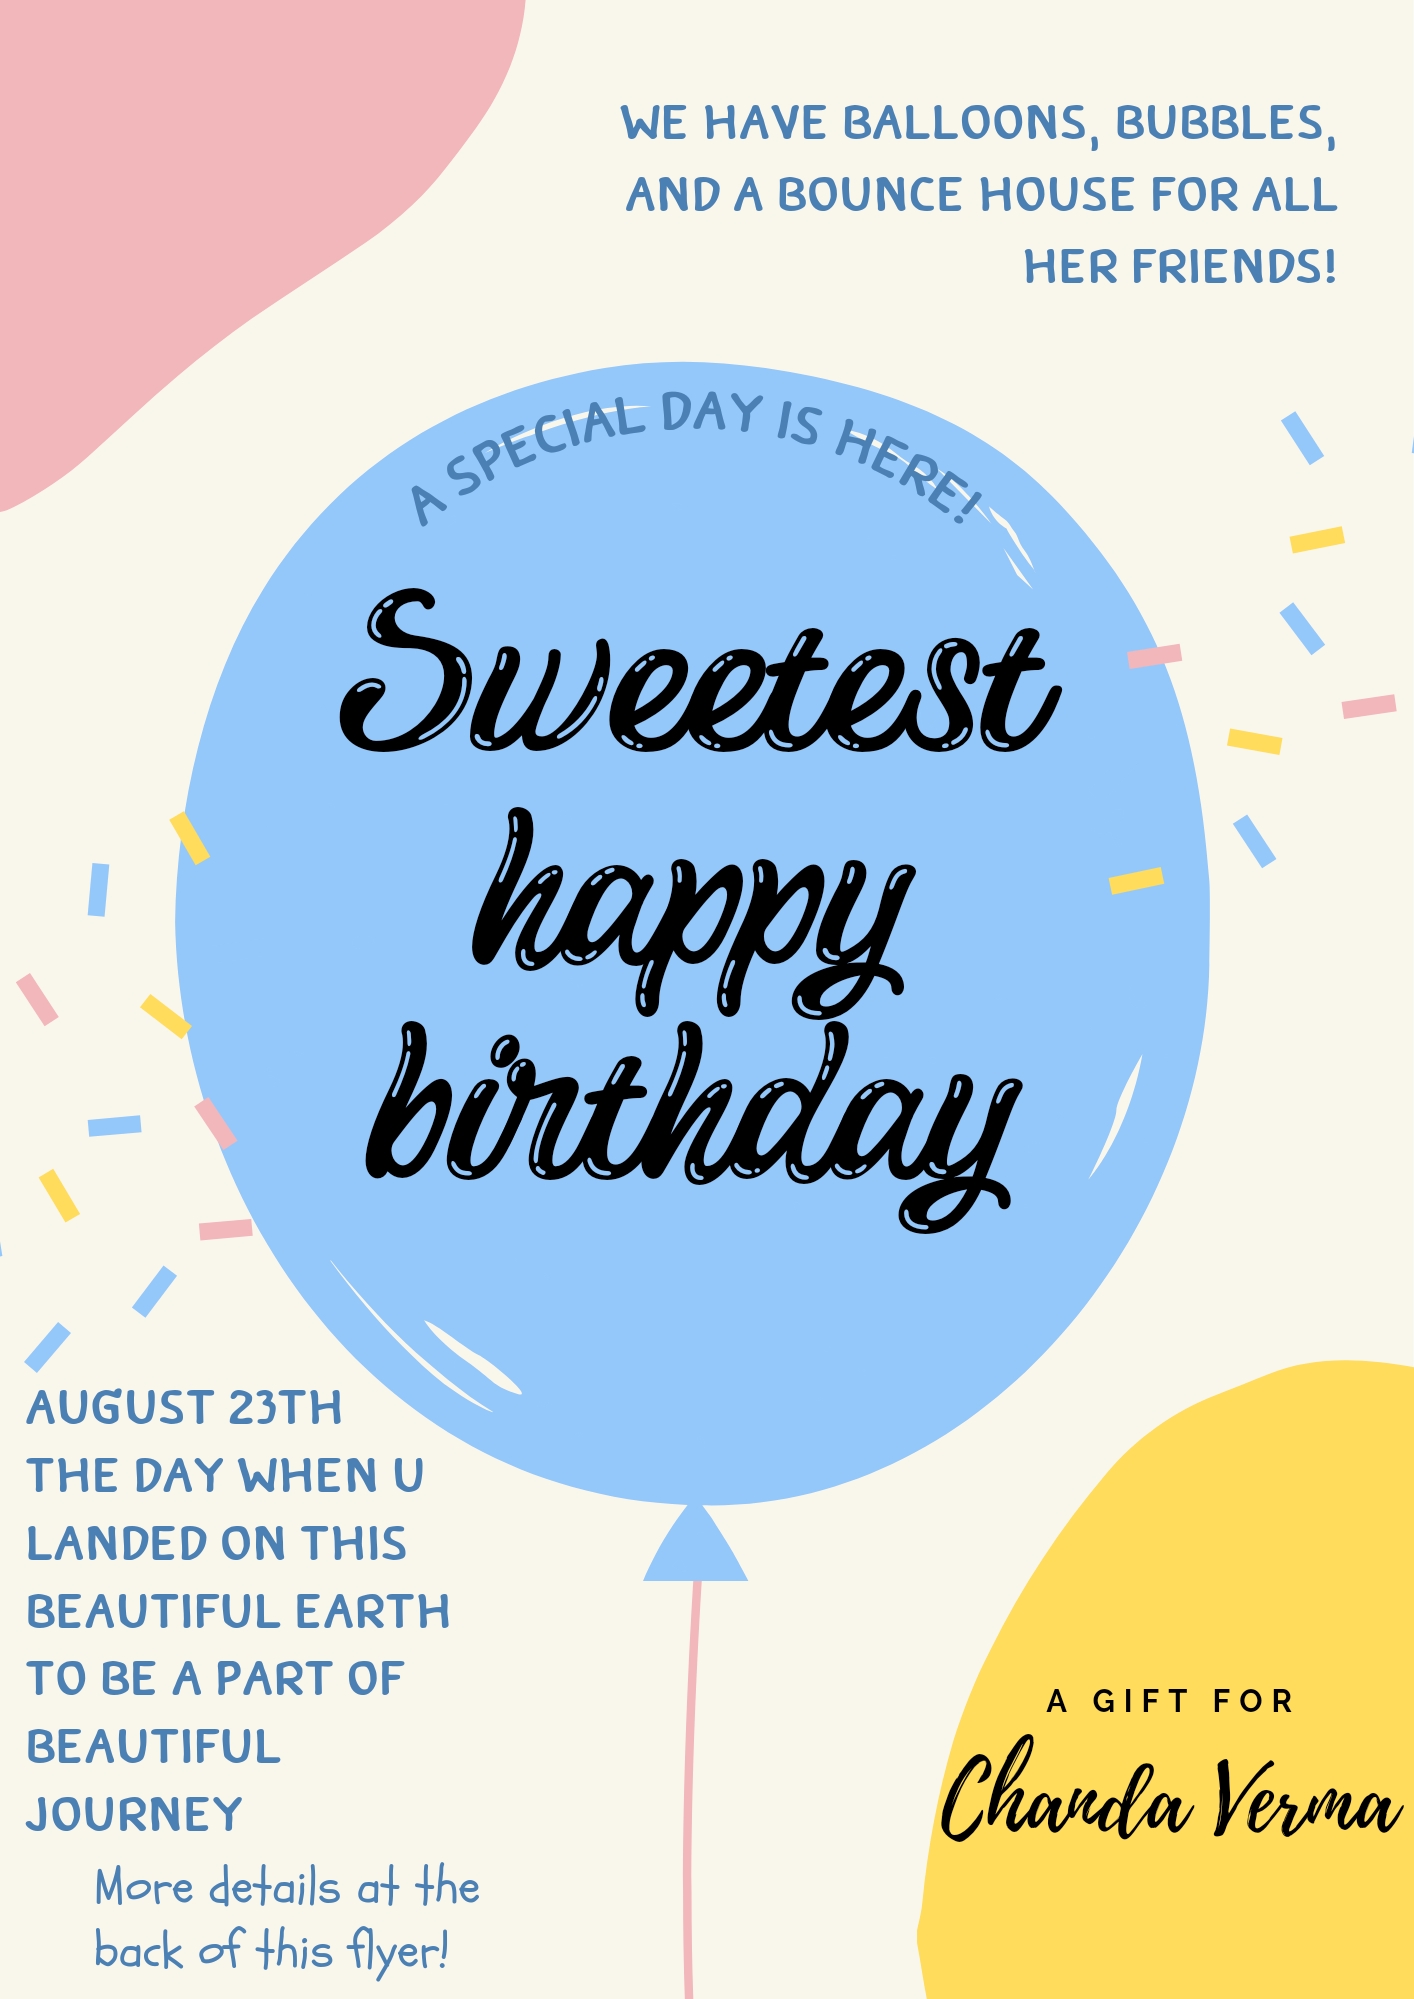 WE HAVE BALLOONS, BUBBLES,
AND A BOUNCE HOUSE FOR ALL
HER FRIENDS!
A SPECIAL DAY IS HERE!
Sweetest
happy
birthday
AUGUST 23TH
THE DAY WHEN U
LANDED ON THIS
BEAUTIFUL EARTH
TO BE A PART OF
BEAUTIFUL
JOURNEY
More details at the
back of this flyer!
A GIFT FOR
Chanda Verma